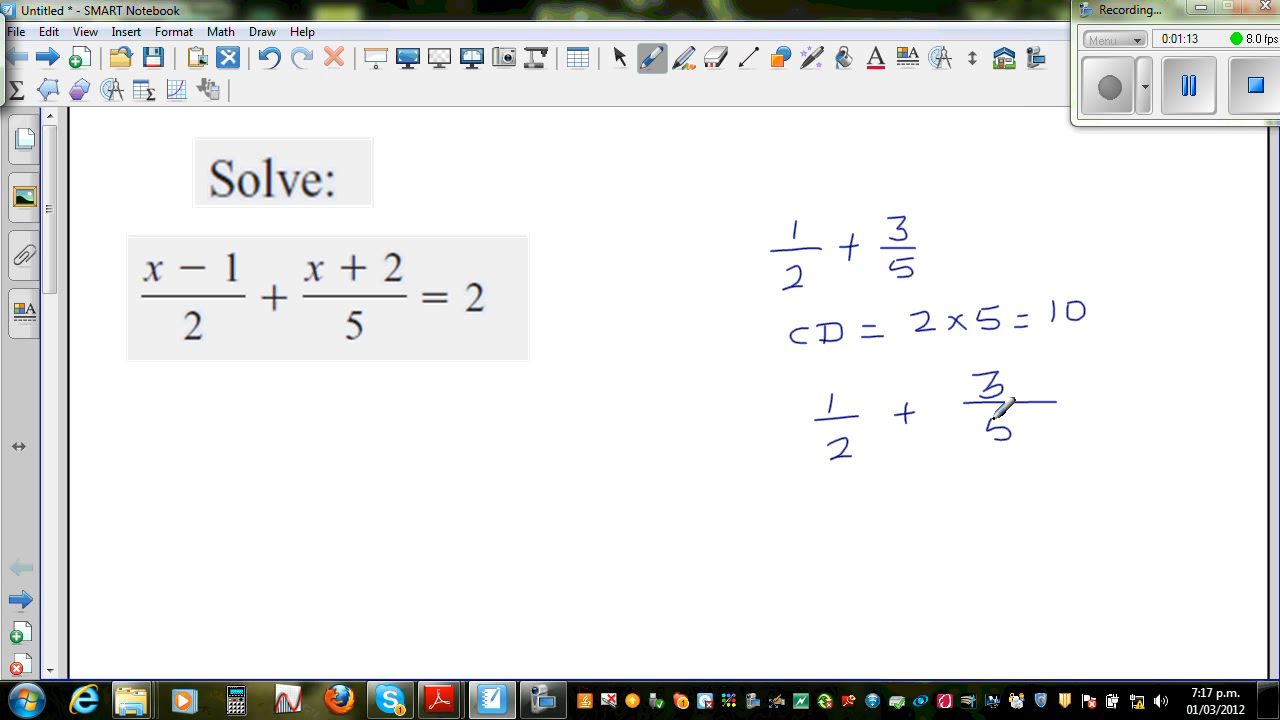 Untitled * - SMART Notebook
Recording...
File Edit View Insert Format Math Draw Help
Menu 0:01:13 8.0 fps
Solve:
x − 1 / 2 + x + 2 / 5 = 2
1 / 2 + 3 / 5
CD = 2 × 5 = 10
1 / 2 + 3 / 5
7:17 p.m.
01/03/2012